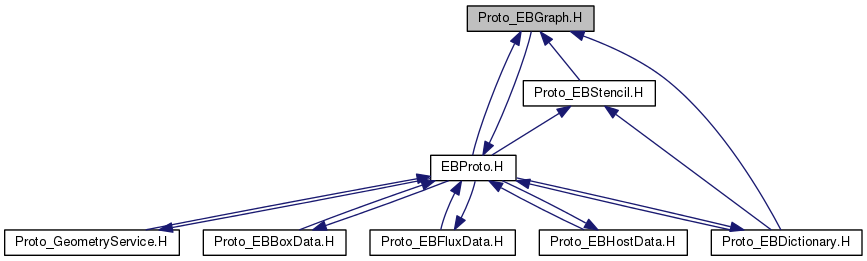 Proto_EBGraph.H
Proto_EBStencil.H
EBProto.H
Proto_GeometryService.H
Proto_EBBoxData.H
Proto_EBFluxData.H
Proto_EBHostData.H
Proto_EBDictionary.H